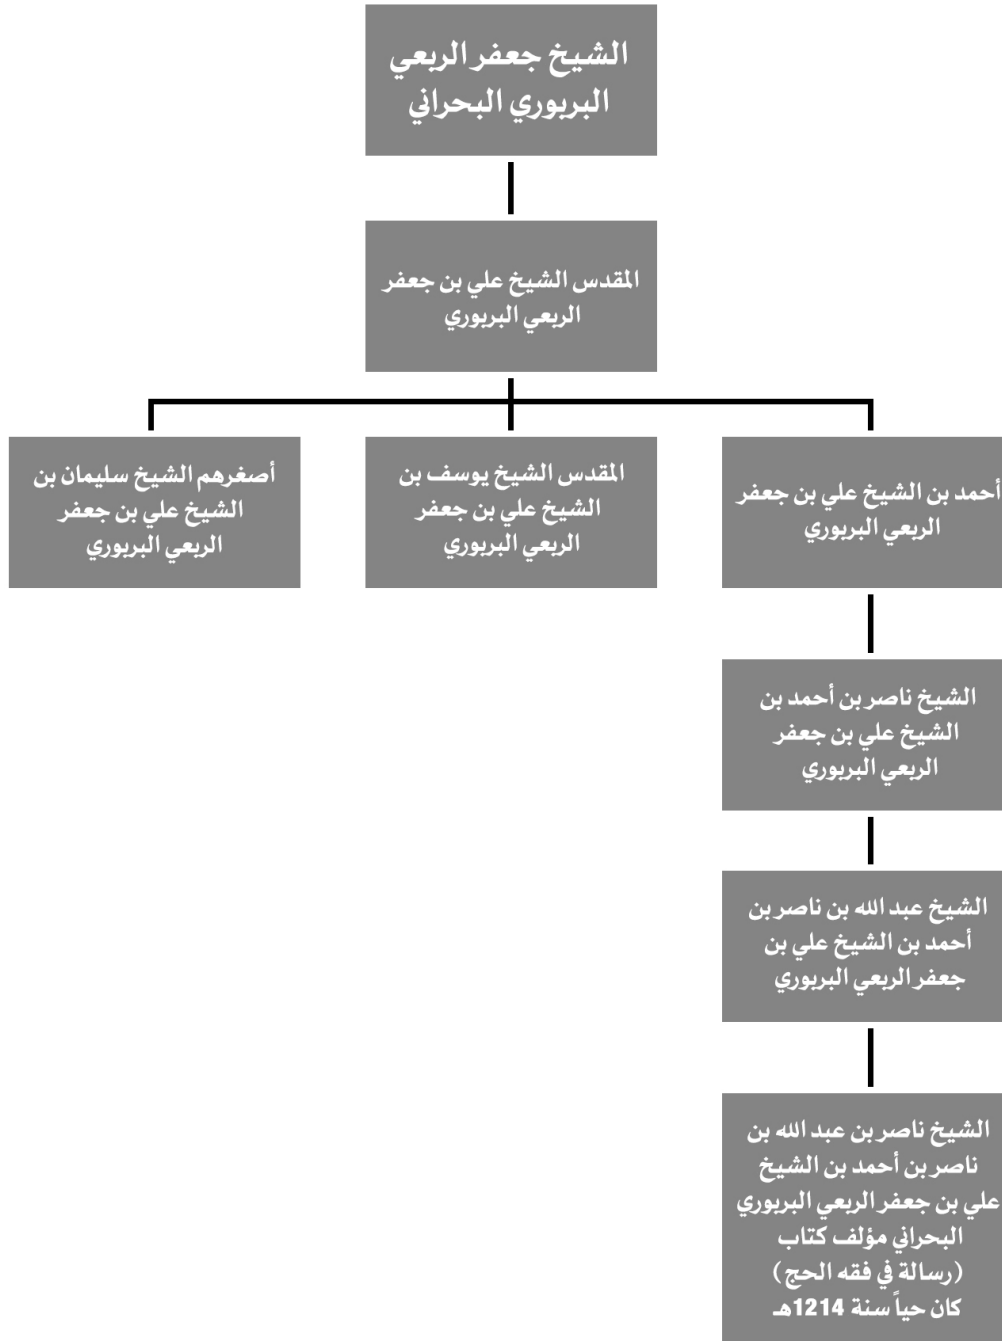 الشيخ جعفر الربعي
البربوري البحراني
المقدس الشيخ علي بن جعفر
الربعي البربوري
أحمد بن الشيخ علي بن جعفر
الربعي البربوري
المقدس الشيخ يوسف بن
الشيخ علي بن جعفر
الربعي البربوري
أصغرهم الشيخ سليمان بن
الشيخ علي بن جعفر
الربعي البربوري
الشيخ ناصر بن أحمد بن
الشيخ علي بن جعفر
الربعي البربوري
الشيخ عبد الله بن ناصر بن
أحمد بن الشيخ علي بن
جعفر الربعي البربوري
الشيخ ناصر بن عبد الله بن
ناصر بن أحمد بن الشيخ
علي بن جعفر الربعي البربوري
البحراني مؤلف كتاب
(رسالة في فقه الحج)
كان حياً سنة 1214هـ